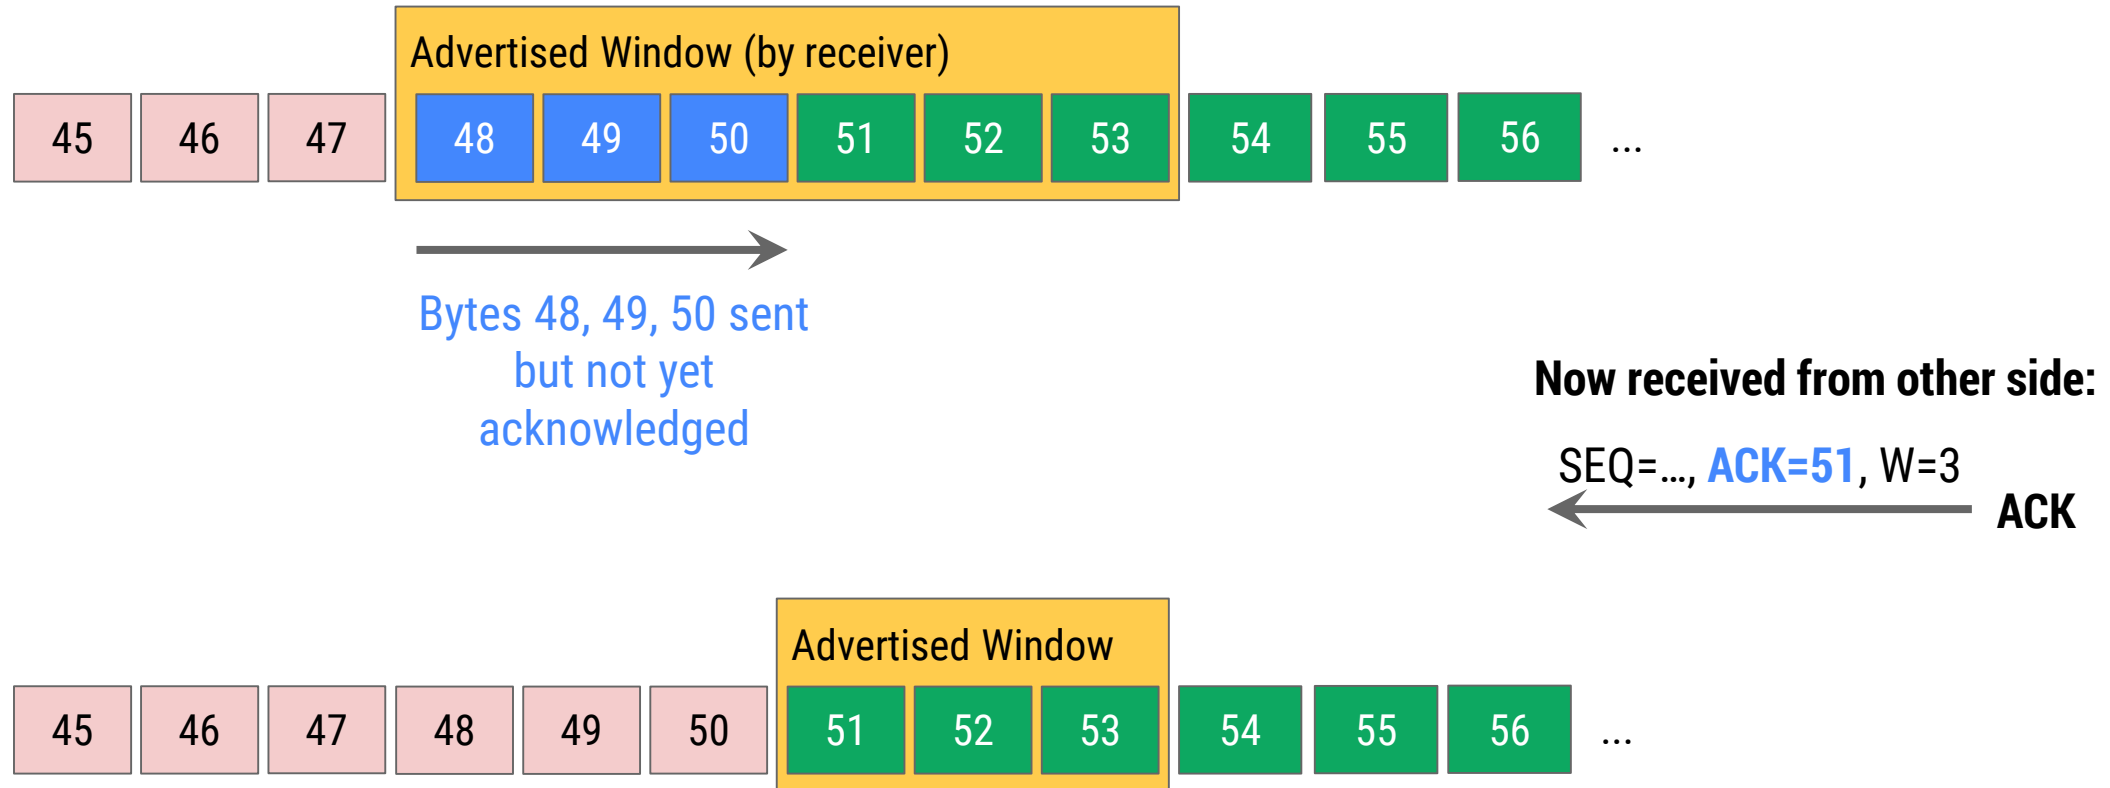 Advertised Window (by receiver)
45 46 47 48 49 50 51 52 53 54 55 56 ...
Bytes 48, 49, 50 sent
but not yet
acknowledged
Now received from other side:
SEQ=…, ACK=51, W=3
ACK
Advertised Window
45 46 47 48 49 50 51 52 53 54 55 56 ...